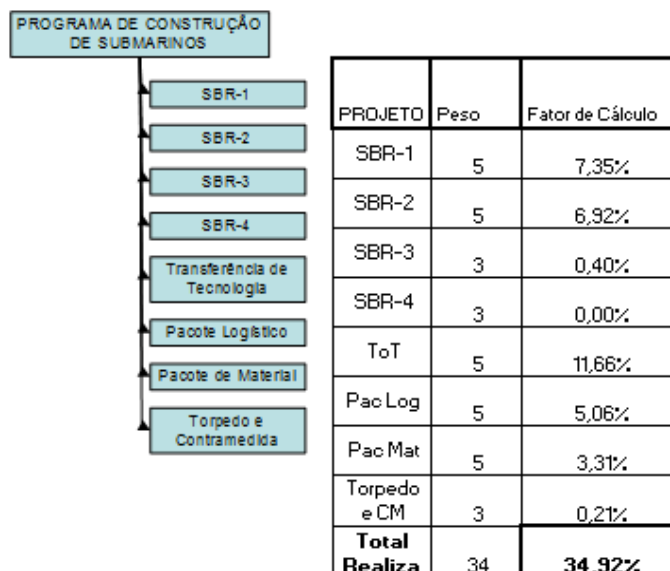 PROGRAMA DE CONSTRUÇÃO
DE SUBMARINOS
SBR-1
SBR-2
SBR-3
SBR-4
Transferência de
Tecnologia
Pacote Logístico
Pacote de Material
Torpedo e
Contramedida
PROJETO Peso Fator de Cálculo
SBR-1 5 7,35%
SBR-2 5 6,92%
SBR-3 3 0,40%
SBR-4 3 0,00%
ToT 5 11,66%
Pac Log 5 5,06%
Pac Mat 5 3,31%
Torpedo
e CM 3 0,21%
Total
Realiza 34 34,92%